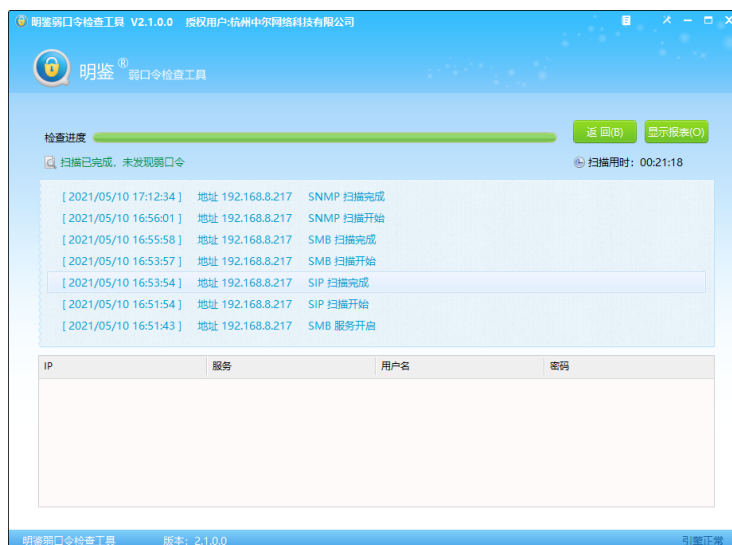 明鉴弱口令检查工具 V2.1.0.0 授权用户:杭州中尔网络科技有限公司
明鉴®弱口令检查工具
检查进度 返 回(B) 显示报表(O)
扫描已完成，未发现弱口令 扫描用时：00:21:18
[ 2021/05/10 17:12:34 ] 地址 192.168.8.217 SNMP 扫描完成
[ 2021/05/10 16:56:01 ] 地址 192.168.8.217 SNMP 扫描开始
[ 2021/05/10 16:55:58 ] 地址 192.168.8.217 SMB 扫描完成
[ 2021/05/10 16:53:57 ] 地址 192.168.8.217 SMB 扫描开始
[ 2021/05/10 16:53:54 ] 地址 192.168.8.217 SIP 扫描完成
[ 2021/05/10 16:51:54 ] 地址 192.168.8.217 SIP 扫描开始
[ 2021/05/10 16:51:43 ] 地址 192.168.8.217 SMB 服务开启
IP 服务 用户名 密码
明鉴弱口令检查工具 版本：2.1.0.0 引擎正常